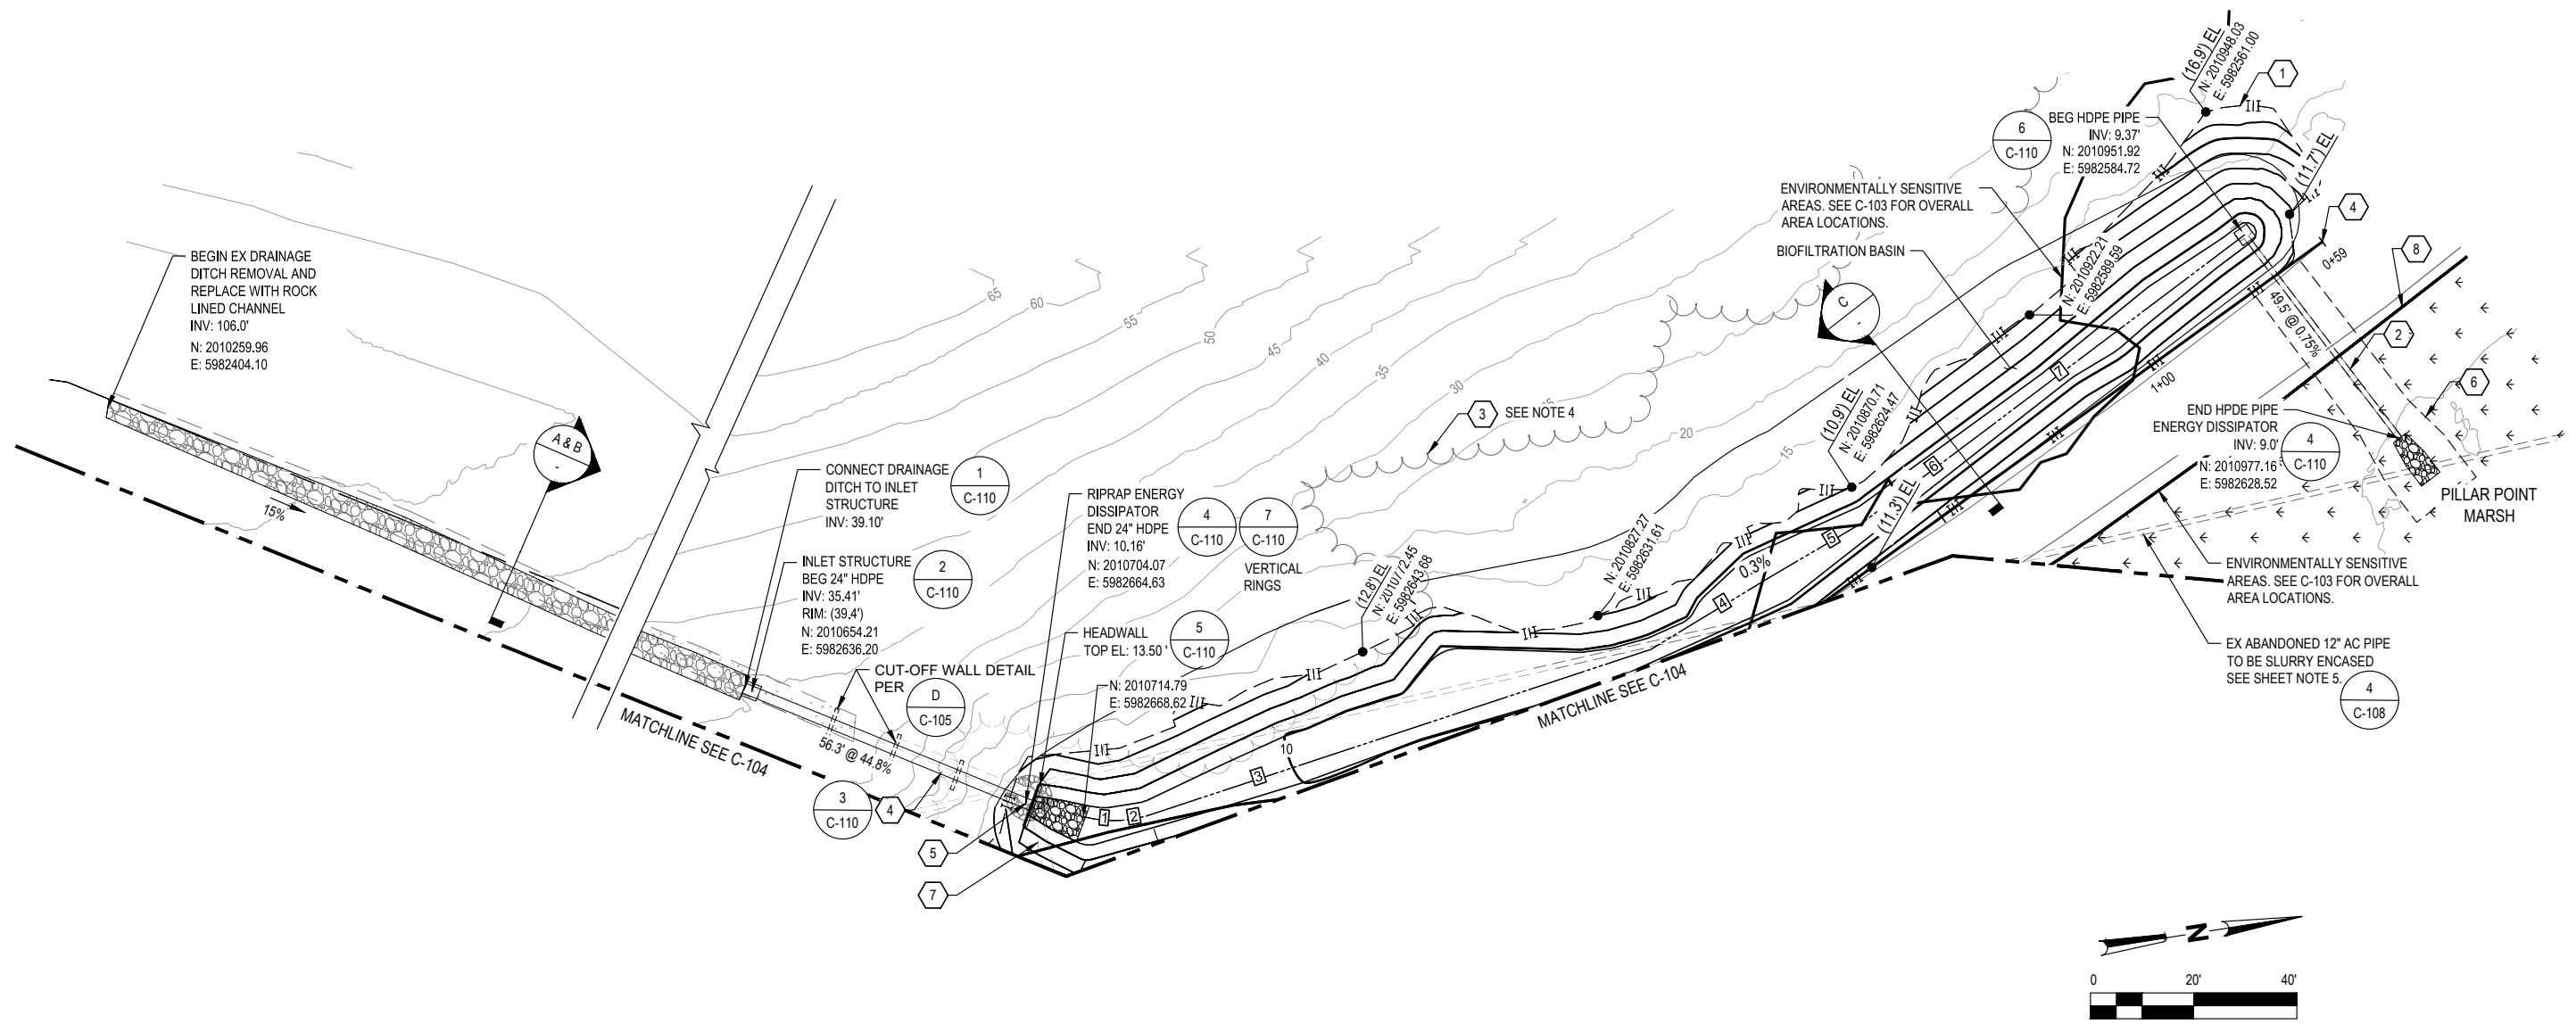 BEGIN EX DRAINAGE
DITCH REMOVAL AND
REPLACE WITH ROCK
LINED CHANNEL
INV: 106.0'
N: 2010259.96
E: 5982404.10
15%
A & B
-
MATCHLINE SEE C-104
CONNECT DRAINAGE
DITCH TO INLET
STRUCTURE
INV: 39.10'
1
C-110
INLET STRUCTURE
BEG 24" HDPE
INV: 35.41'
RIM: (39.4')
N: 2010654.21
E: 5982636.20
2
C-110
CUT-OFF WALL DETAIL
PER
D
C-105
56.3' @ 44.8%
3
C-110
4
5
7
RIPRAP ENERGY
DISSIPATOR
END 24" HDPE
INV: 10.16'
N: 2010704.07
E: 5982664.63
4
C-110
7
C-110
VERTICAL
RINGS
HEADWALL
TOP EL: 13.50 '
5
C-110
N: 2010714.79
E: 5982668.62
65
60
55
50
45
40
35
30
20
15
10
3
SEE NOTE 4
(12.8') EL
N: 2010772.45
E: 5982643.68
N: 2010827.27
E: 5982631.61
(10.9') EL
N: 2010870.71
E: 5982624.47
(11.3') EL
0.3%
1
2
3
4
5
6
7
MATCHLINE SEE C-104
C
-
ENVIRONMENTALLY SENSITIVE
AREAS. SEE C-103 FOR OVERALL
AREA LOCATIONS.
BIOFILTRATION BASIN
N: 2010922.21
E: 5982589.59
6
C-110
BEG HDPE PIPE
INV: 9.37'
N: 2010951.92
E: 5982584.72
(16.9') EL
N: 2010948.03
E: 5982561.00
1
(11.7') EL
4
0+59
1+00
8
49.5' @ 0.75%
2
6
END HPDE PIPE
ENERGY DISSIPATOR
INV: 9.0'
N: 2010977.16
E: 5982628.52
4
C-110
PILLAR POINT
MARSH
ENVIRONMENTALLY SENSITIVE
AREAS. SEE C-103 FOR OVERALL
AREA LOCATIONS.
EX ABANDONED 12" AC PIPE
TO BE SLURRY ENCASED
SEE SHEET NOTE 5.
4
C-108
N
0
20'
40'